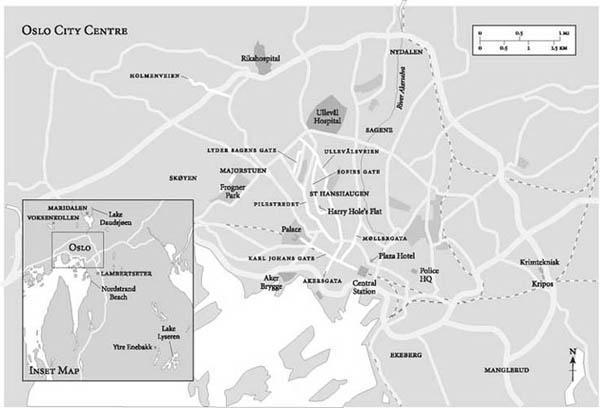 Oslo City Centre
0
0.5
1 MI
0
0.5
1
1.5 KM
NYDALEN
Rikshospital
HOLMENVEIEN
River Akerselva
Ullevål
Hospital
SAGENE
LYDER SAGENS GATE
ULLEVÅLSVEIEN
MAJORSTUEN
SOFIES GATE
SKØYEN
Frogner
Park
ST HANSHAUGEN
PILESTREDET
Harry Hole's Flat
MARIDALEN
VOKSENKOLLEN
Lake
Daudsjøen
Palace
MØLLERGATA
OSLO
KARL JOHANS GATE
Plaza Hotel
LAMBERTSETER
Aker
Brygge
AKERSGATA
Central
Station
Police
HQ
Krimteknisk
Kripos
Nordstrand
Beach
Lake
Lyseren
Ytre Enebakk
EKEBERG
N
Inset Map
MANGLERUD